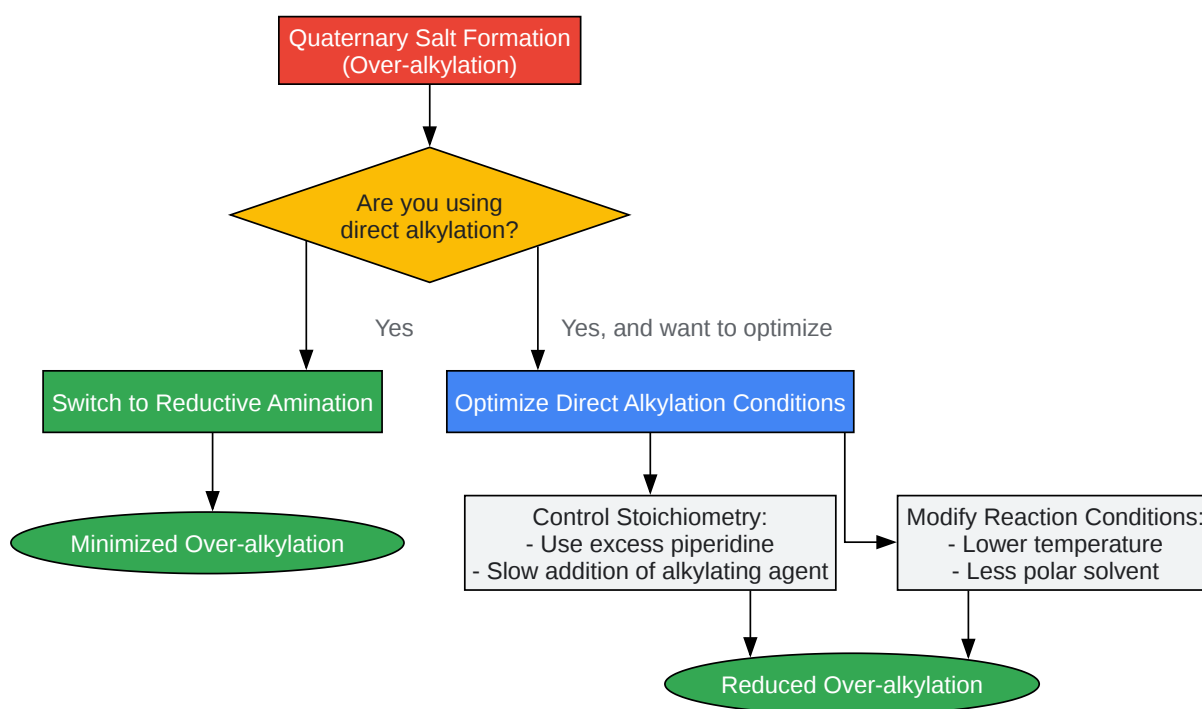 Quaternary Salt Formation
(Over-alkylation)
Are you using
direct alkylation?
Yes
Yes, and want to optimize
Switch to Reductive Amination
Optimize Direct Alkylation Conditions
Minimized Over-alkylation
Control Stoichiometry:
- Use excess piperidine
- Slow addition of alkylating agent
Modify Reaction Conditions:
- Lower temperature
- Less polar solvent
Reduced Over-alkylation